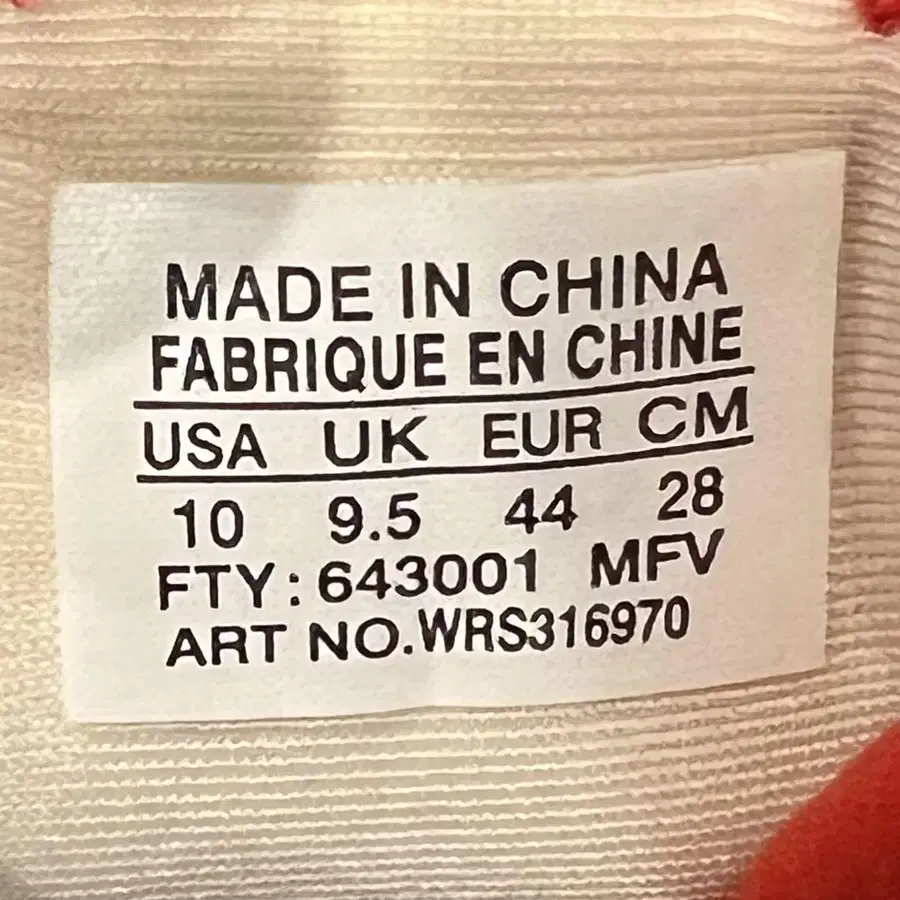 MADE IN CHINA
FABRIQUE EN CHINE
USA UK EUR CM
10 9.5 44 28
FTY: 643001 MFV
ART NO.WRS316970